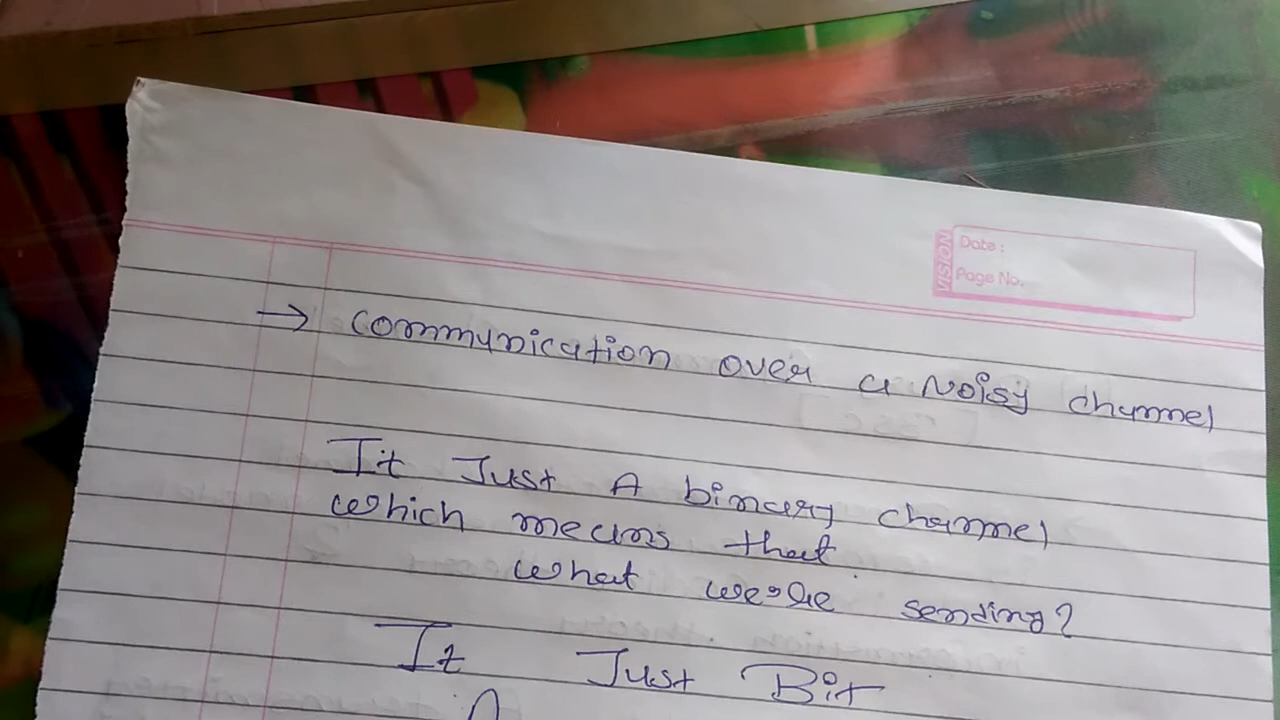 VISION
Date :
Page No.
→ communication over a Noisy channel
It Just A binary channel
which means that
what we're sending?
It Just Bit